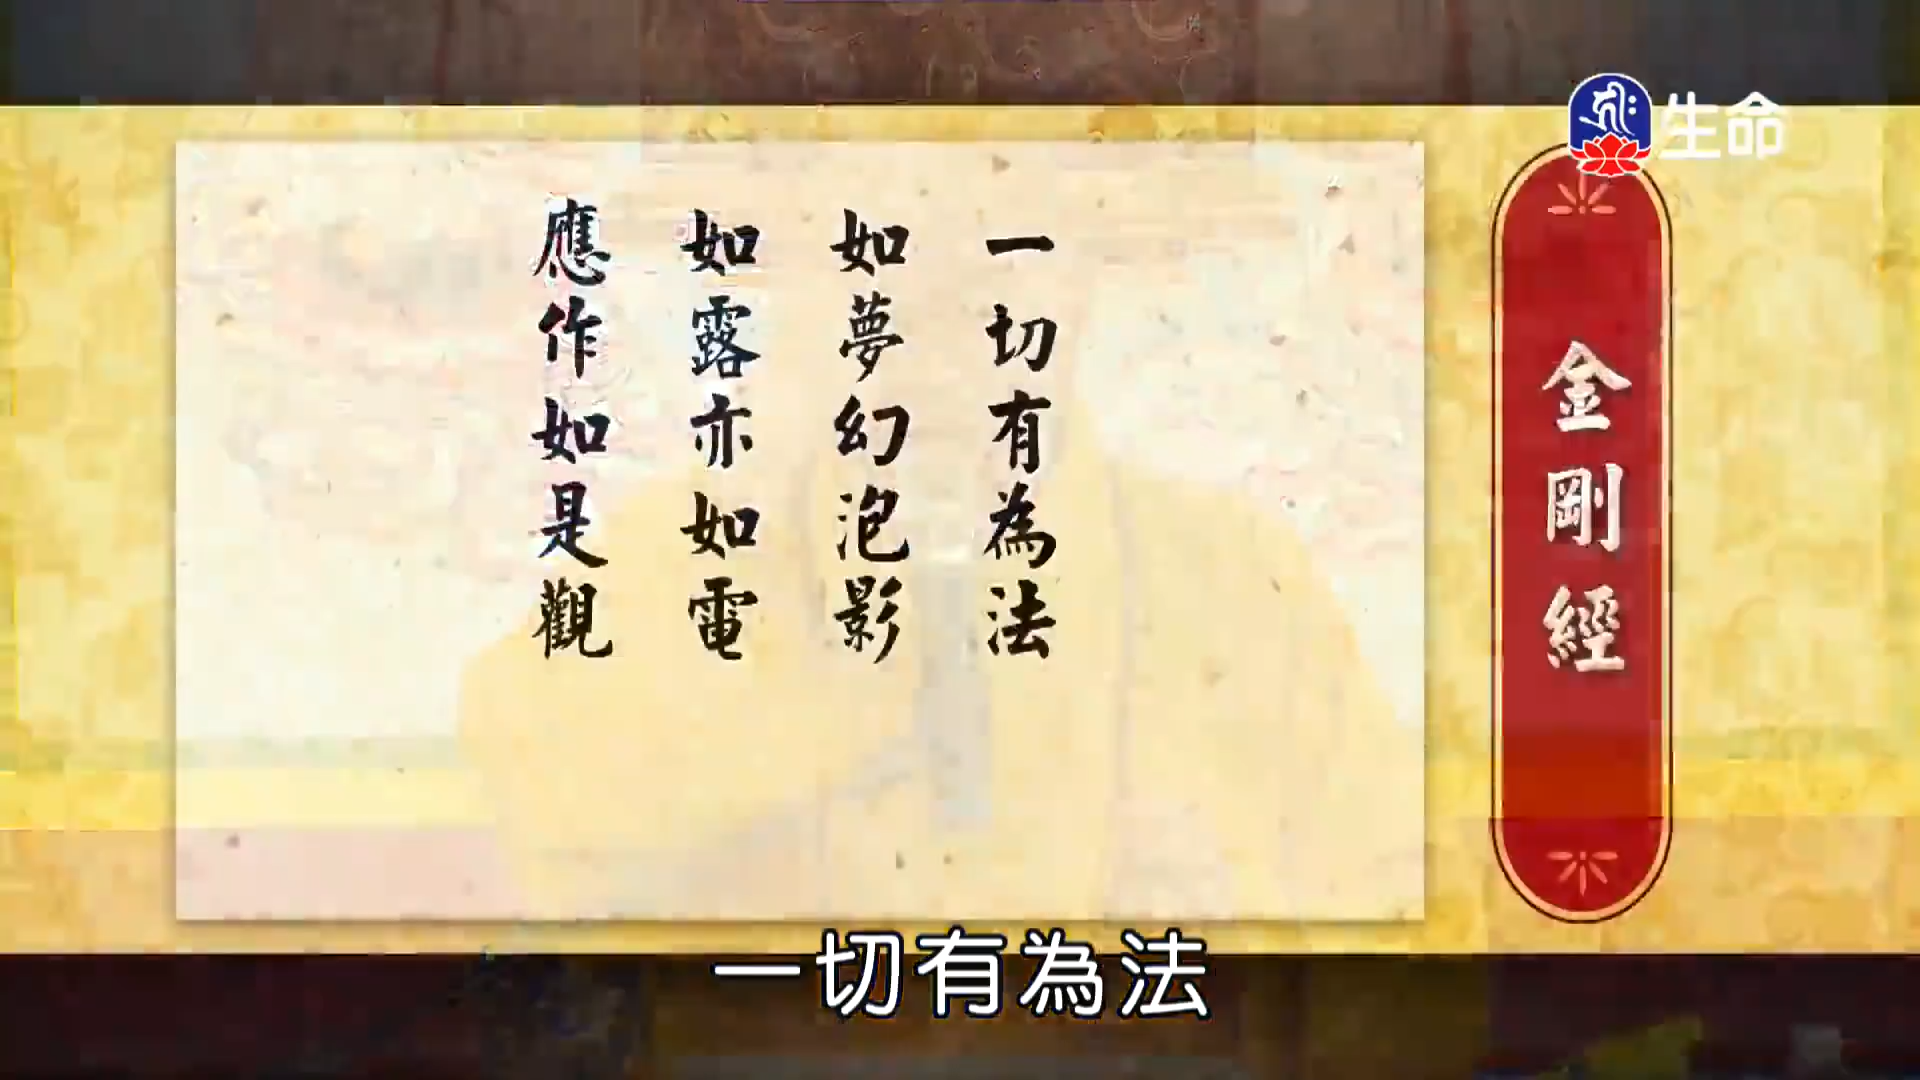 生命
金剛經
一切有為法
如夢幻泡影
如露亦如電
應作如是觀
一切有為法